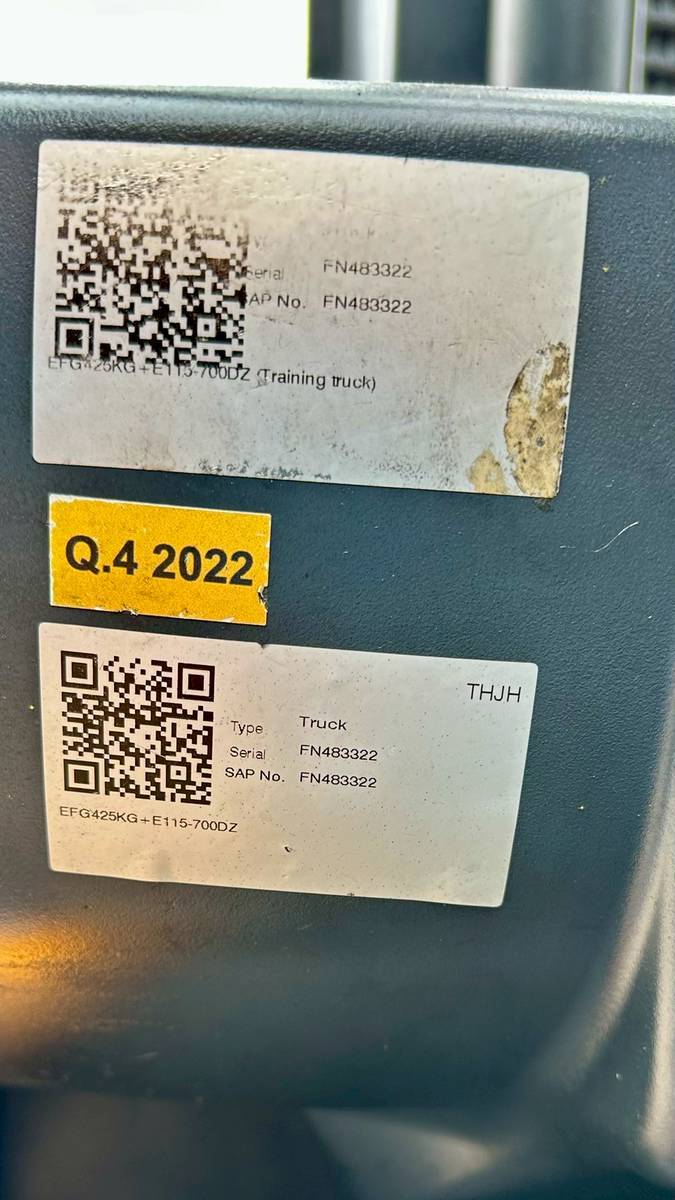 Serial FN483322
SAP No. FN483322
EFG425KG+E115-700DZ (Training truck)
Q.4 2022
THJH
Type Truck
Serial FN483322
SAP No. FN483322
EFG425KG+E115-700DZ